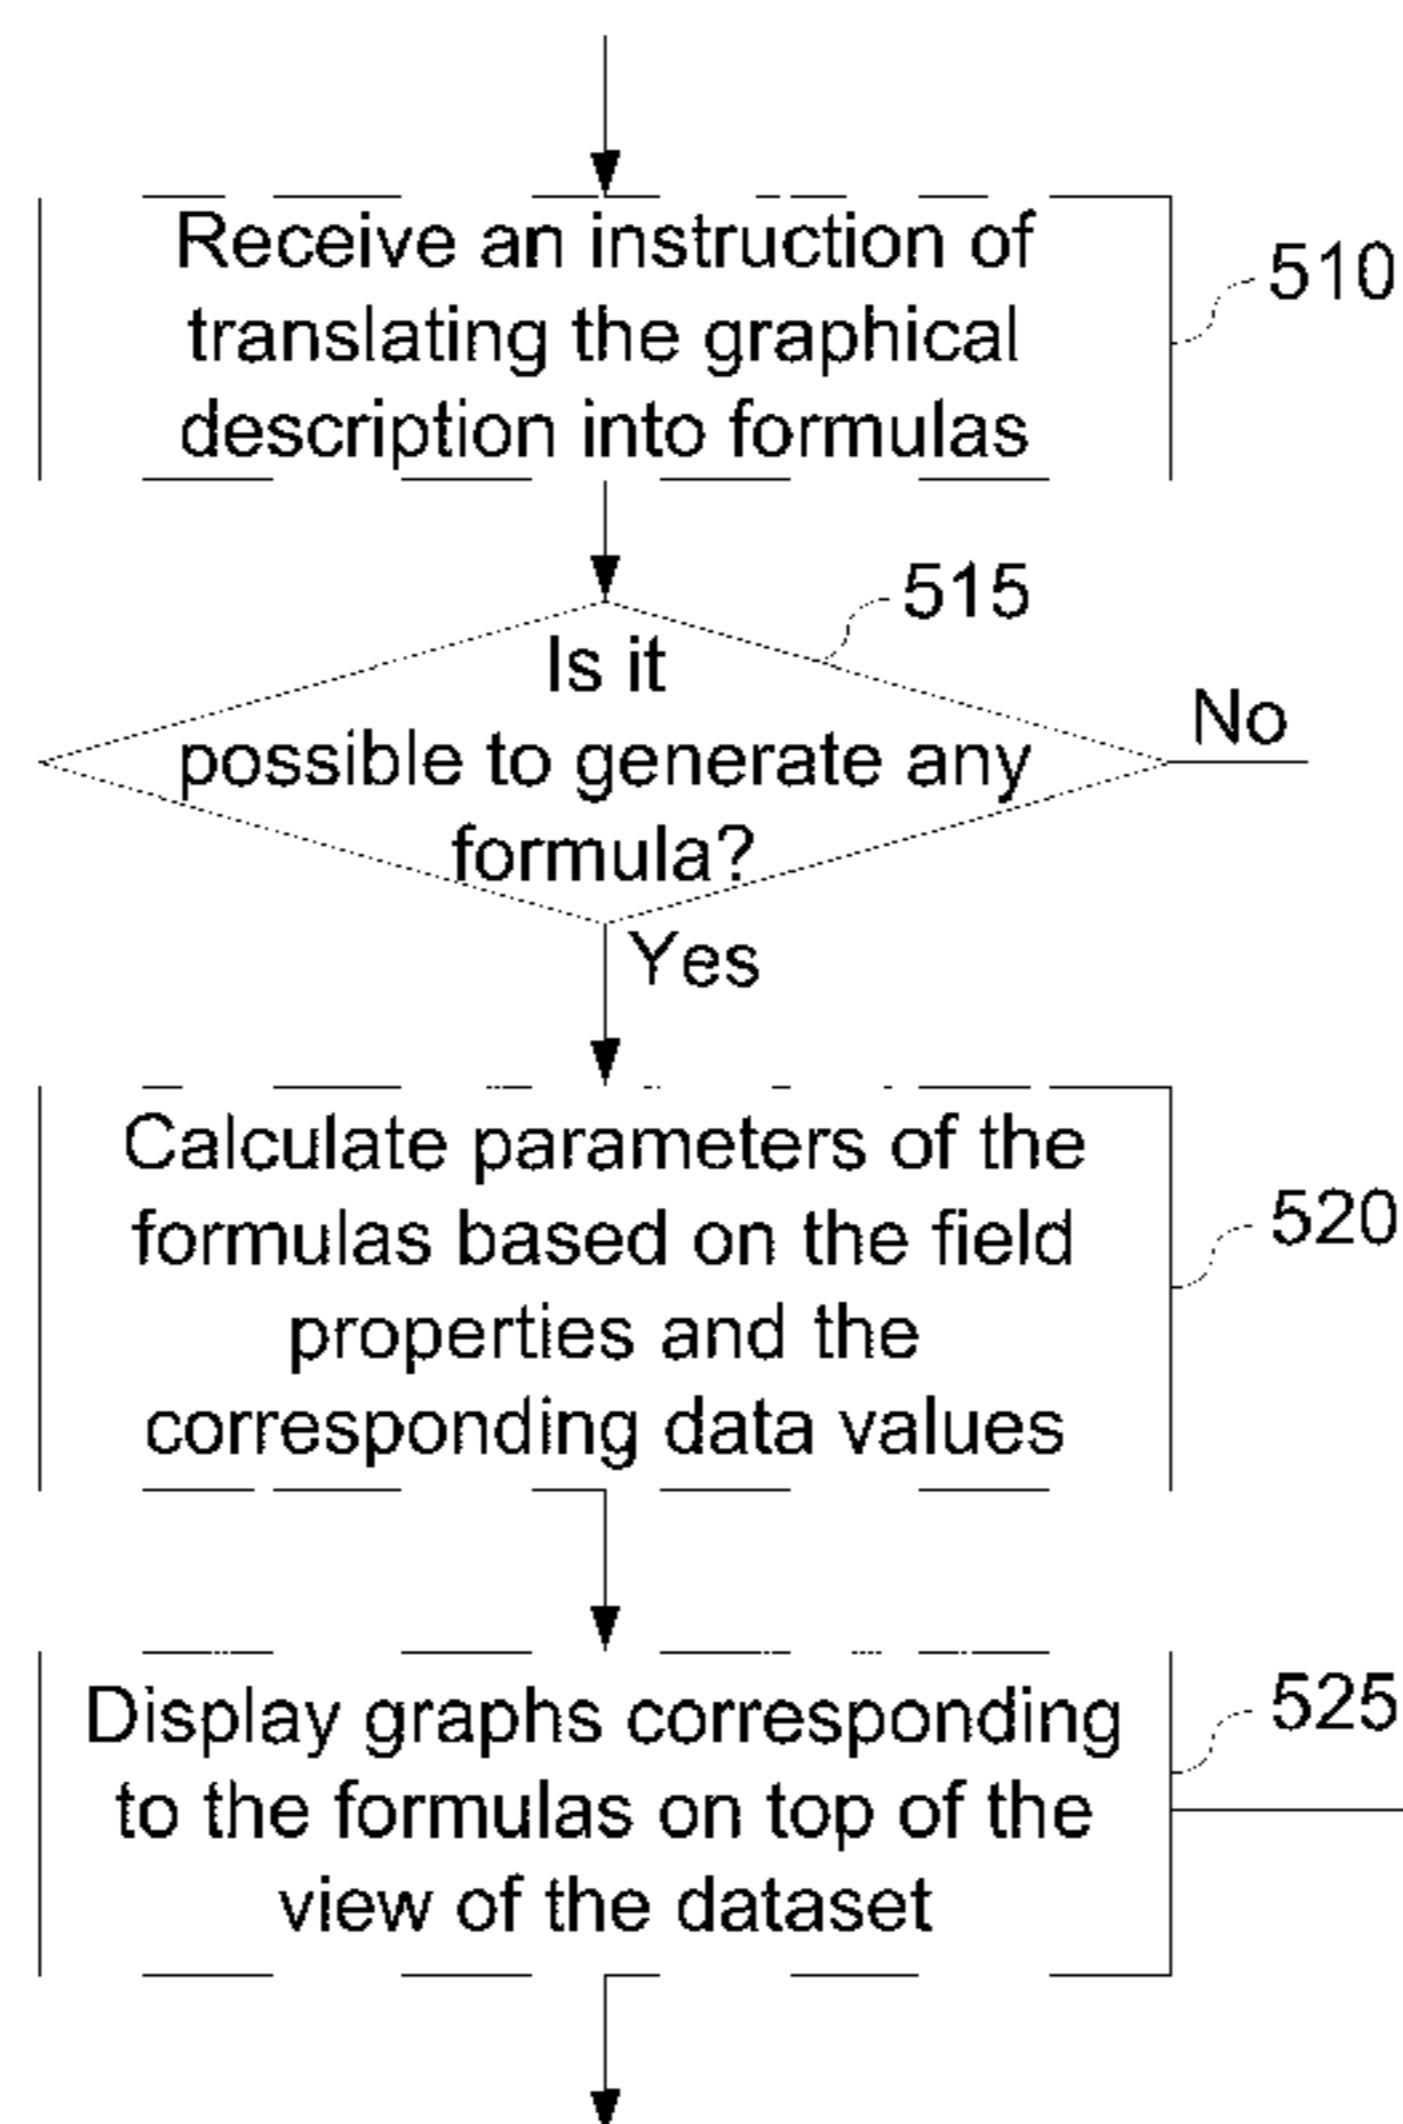 Receive an instruction of
translating the graphical
description into formulas
510
515
Is it
possible to generate any
formula?
No
Yes
Calculate parameters of the
formulas based on the field
properties and the
corresponding data values
520
Display graphs corresponding
to the formulas on top of the
view of the dataset
525